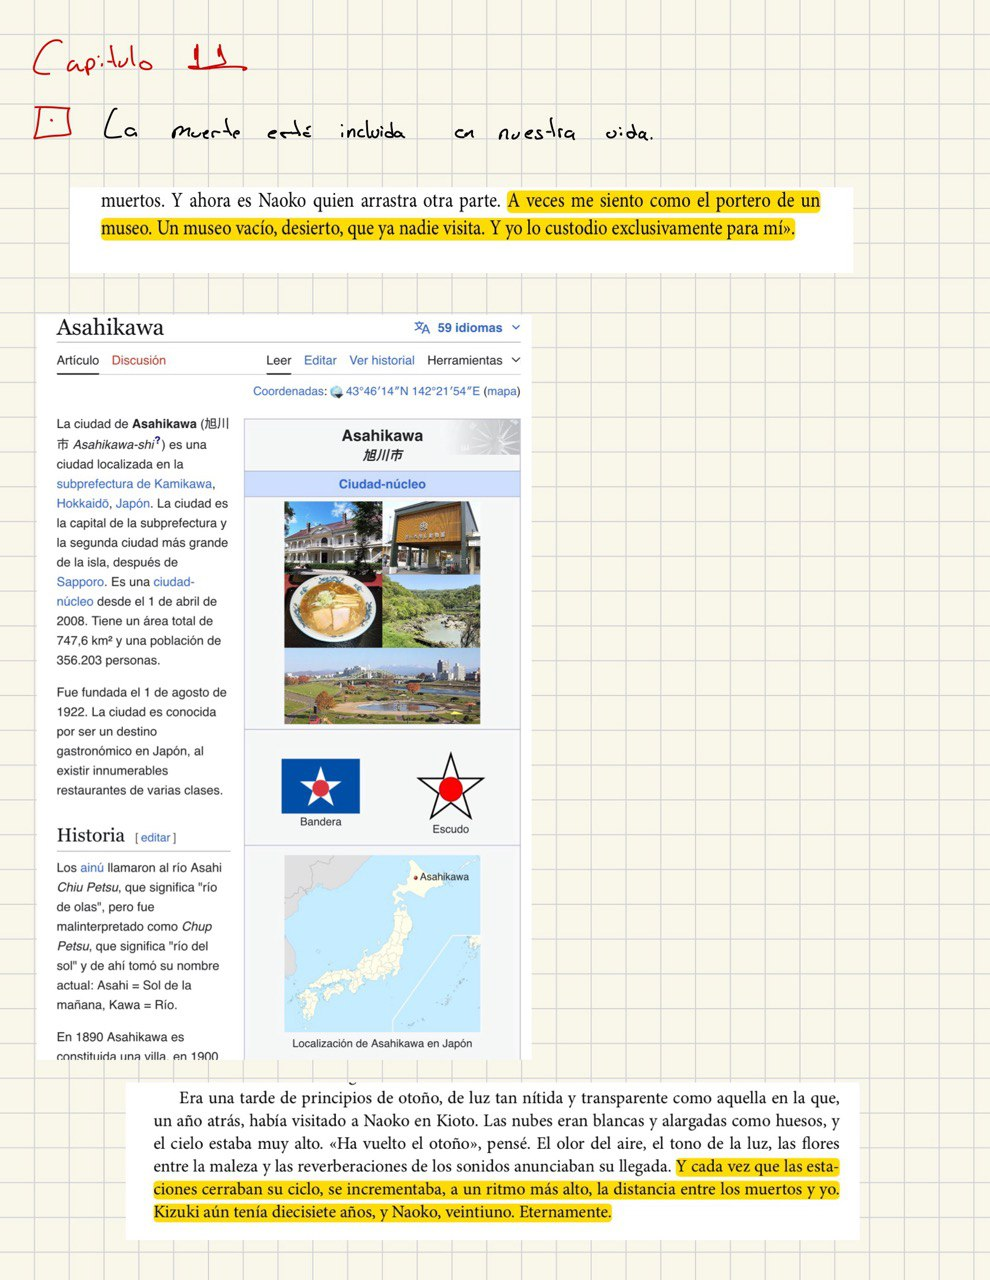 Capitulo 11
La muerte está incluida en nuestra vida.
muertos. Y ahora es Naoko quien arrastra otra parte. A veces me siento como el portero de un
museo. Un museo vacío, desierto, que ya nadie visita. Y yo lo custodio exclusivamente para mí».
Asahikawa
59 idiomas
Artículo Discusión Leer Editar Ver historial Herramientas
Coordenadas: 43°46′14″N 142°21′54″E (mapa)
La ciudad de Asahikawa (旭川
市 Asahikawa-shi?) es una
ciudad localizada en la
subprefectura de Kamikawa,
Hokkaidō, Japón. La ciudad es
la capital de la subprefectura y
la segunda ciudad más grande
de la isla, después de
Sapporo. Es una ciudad-
núcleo desde el 1 de abril de
2008. Tiene un área total de
747,6 km² y una población de
356.203 personas.
Fue fundada el 1 de agosto de
1922. La ciudad es conocida
por ser un destino
gastronómico en Japón, al
existir innumerables
restaurantes de varias clases.
Historia [ editar ]
Los ainú llamaron al río Asahi
Chiu Petsu, que significa "río
de olas", pero fue
malinterpretado como Chup
Petsu, que significa "río del
sol" y de ahí tomó su nombre
actual: Asahi = Sol de la
mañana, Kawa = Río.
En 1890 Asahikawa es
constituida una villa, en 1900
Asahikawa
旭川市
Ciudad-núcleo
Bandera
Escudo
Asahikawa
Localización de Asahikawa en Japón
Era una tarde de principios de otoño, de luz tan nítida y transparente como aquella en la que,
un año atrás, había visitado a Naoko en Kioto. Las nubes eran blancas y alargadas como huesos, y
el cielo estaba muy alto. «Ha vuelto el otoño», pensé. El olor del aire, el tono de la luz, las flores
entre la maleza y las reverberaciones de los sonidos anunciaban su llegada. Y cada vez que las esta-
ciones cerraban su ciclo, se incrementaba, a un ritmo más alto, la distancia entre los muertos y yo.
Kizuki aún tenía diecisiete años, y Naoko, veintiuno. Eternamente.